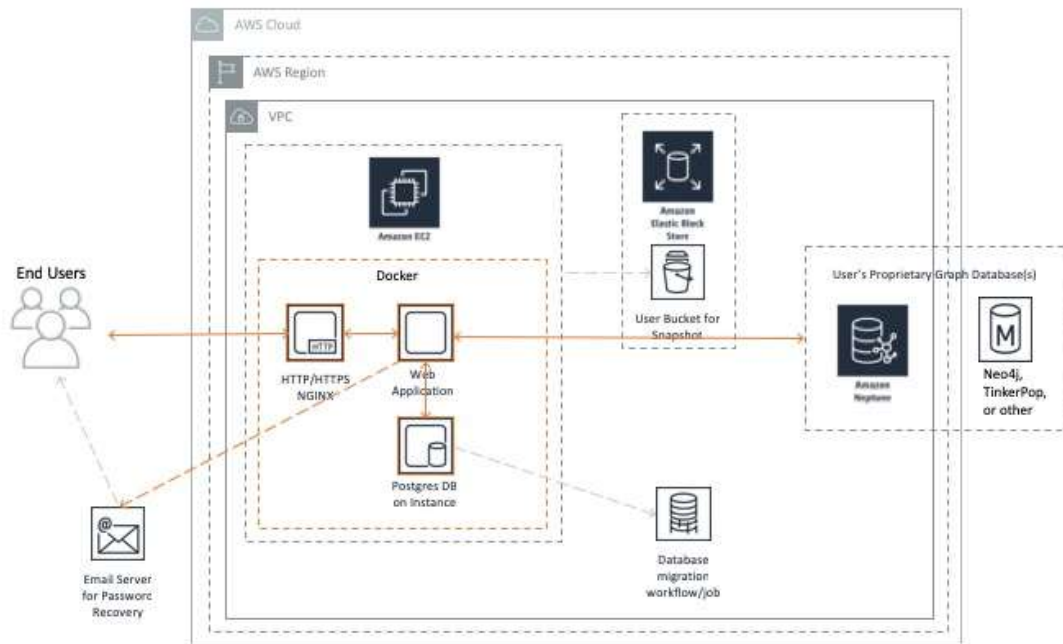 AWS Cloud
AWS Region
VPC
Amazon EC2
Amazon
Elastic Block
Store
User Bucket for
Snapshot
End Users
Docker
HTTP
HTTP/HTTPS
NGINX
Web
Application
Postgres DB
on Instance
User's Proprietary Graph Database(s)
Amazon
Neptune
M
Neo4j,
TinkerPop,
or other
@
Email Server
for Password
Recovery
Database
migration
workflow/job